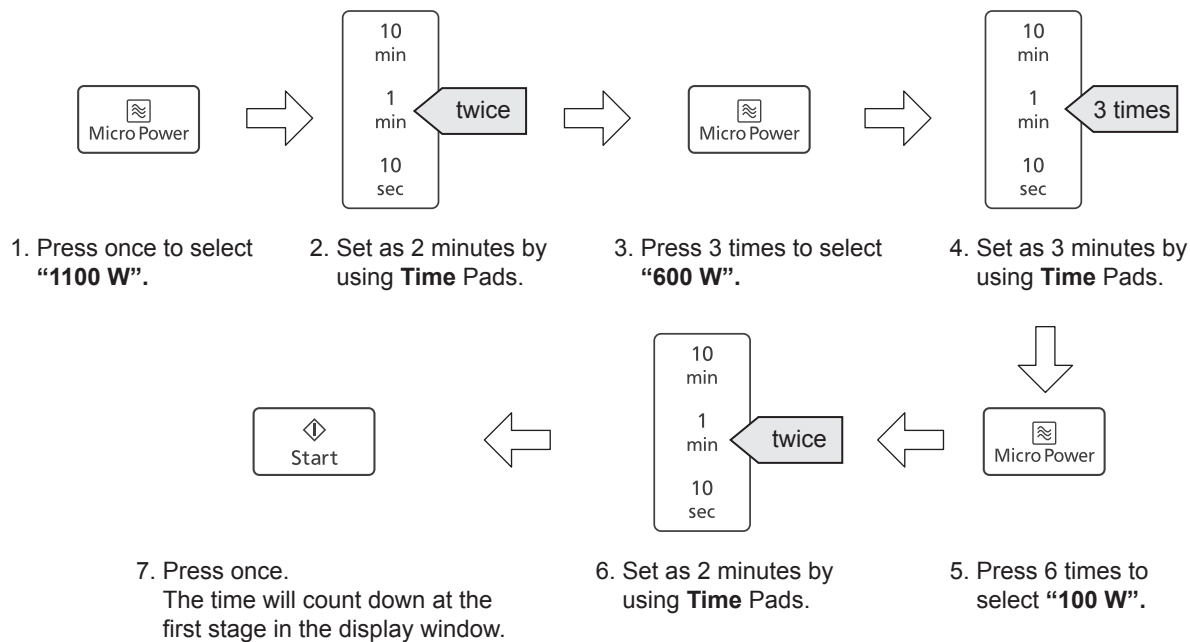 Micro Power
10
min
1
min
10
sec
twice
Micro Power
10
min
1
min
10
sec
3 times
1. Press once to select
“1100 W”.
2. Set as 2 minutes by
using Time Pads.
3. Press 3 times to select
“600 W”.
4. Set as 3 minutes by
using Time Pads.
Micro Power
10
min
1
min
10
sec
twice
Start
5. Press 6 times to
select “100 W”.
6. Set as 2 minutes by
using Time Pads.
7. Press once.
The time will count down at the
first stage in the display window.